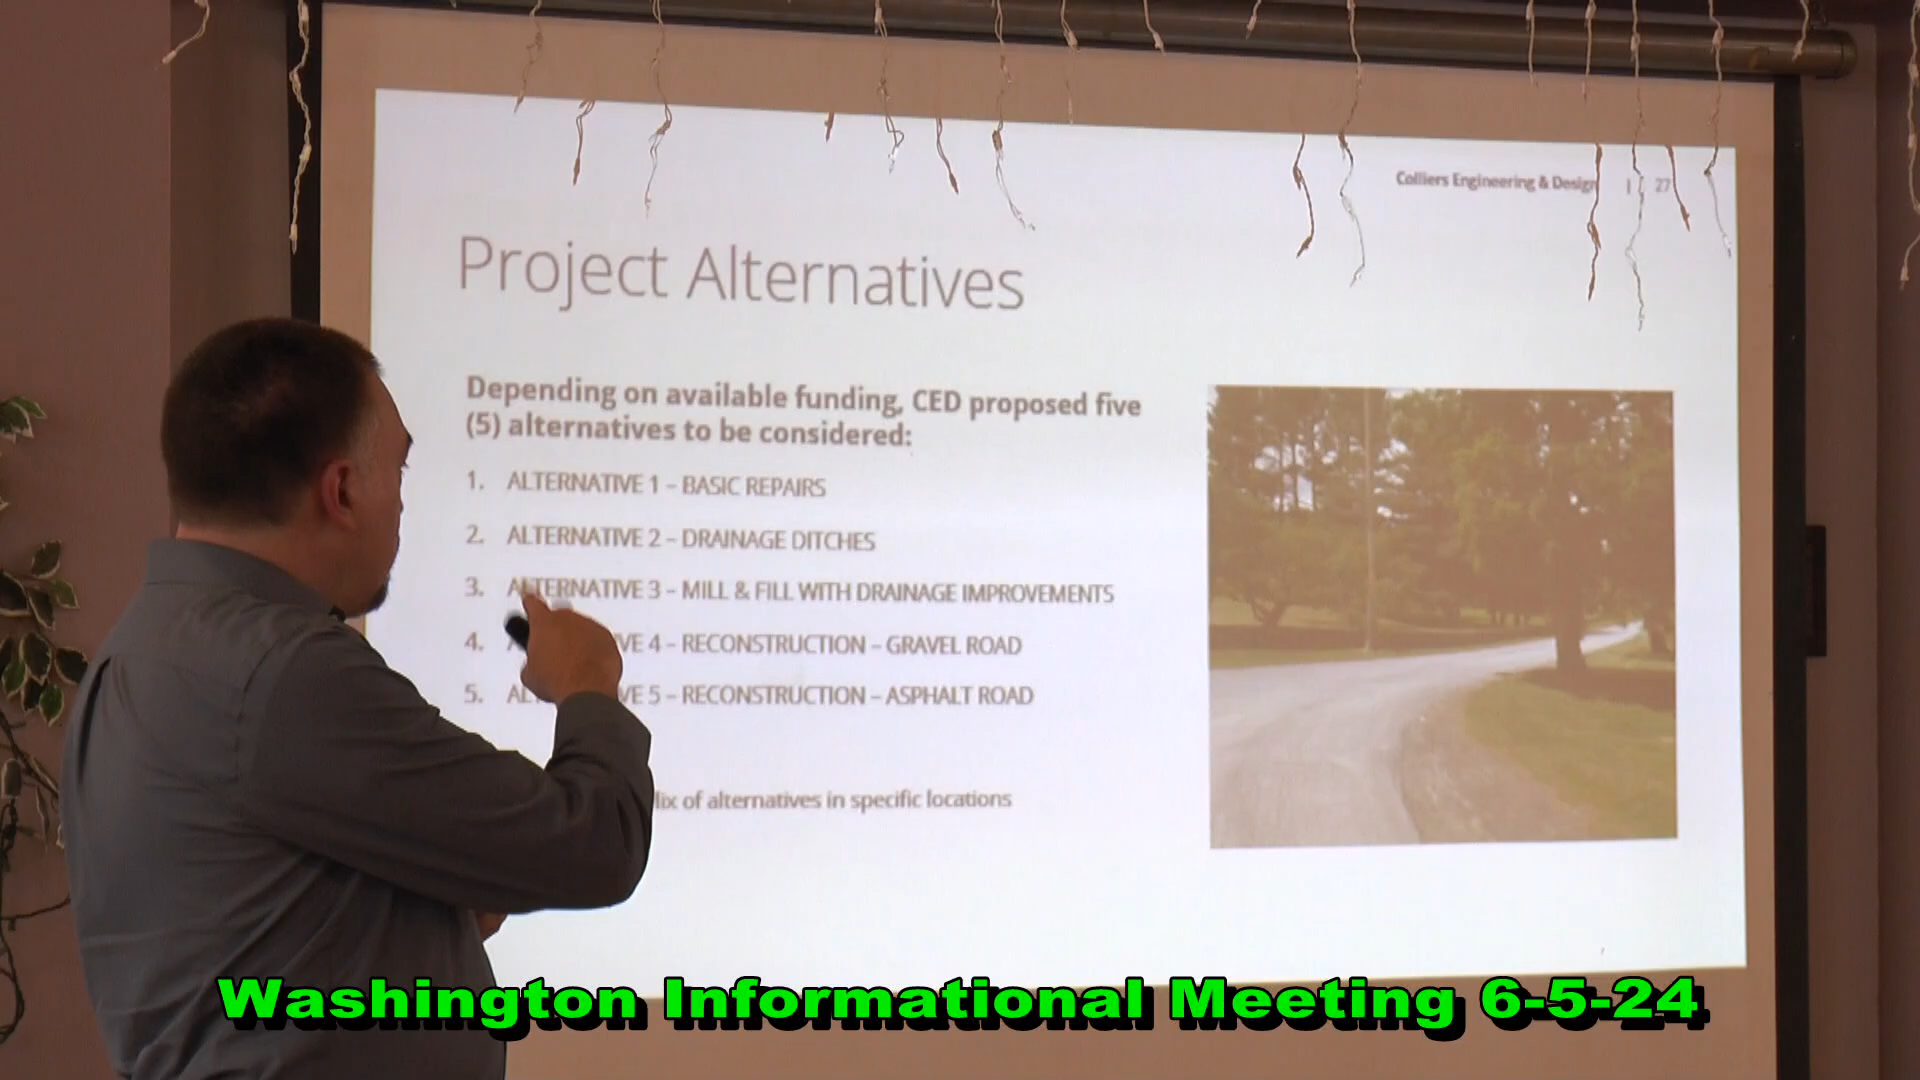 Colliers Engineering & Design | 27
Project Alternatives
Depending on available funding, CED proposed five
(5) alternatives to be considered:
1. ALTERNATIVE 1 – BASIC REPAIRS
2. ALTERNATIVE 2 – DRAINAGE DITCHES
3. ALTERNATIVE 3 – MILL & FILL WITH DRAINAGE IMPROVEMENTS
4. VE 4 – RECONSTRUCTION – GRAVEL ROAD
5. VE 5 – RECONSTRUCTION – ASPHALT ROAD
of alternatives in specific locations
Washington Informational Meeting 6-5-24